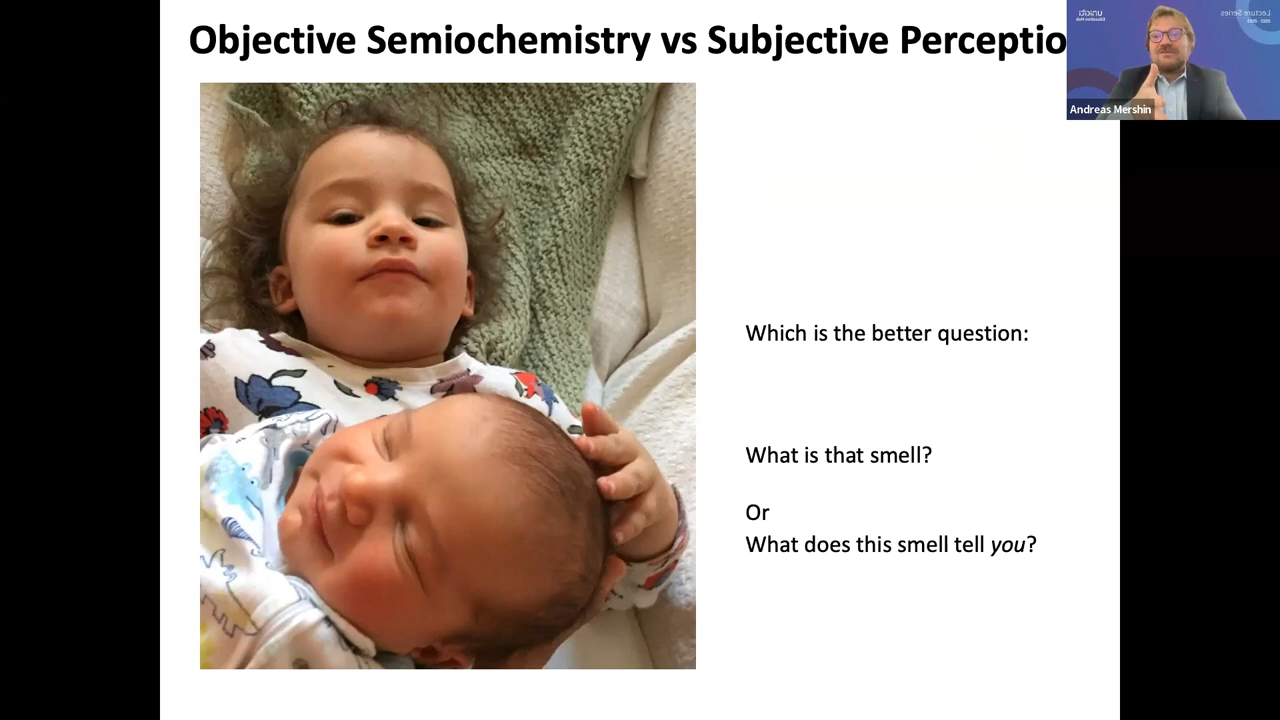 Objective Semiochemistry vs Subjective Perceptio
Lecture Series
Andreas Mershin
Which is the better question:
What is that smell?
Or
What does this smell tell you?